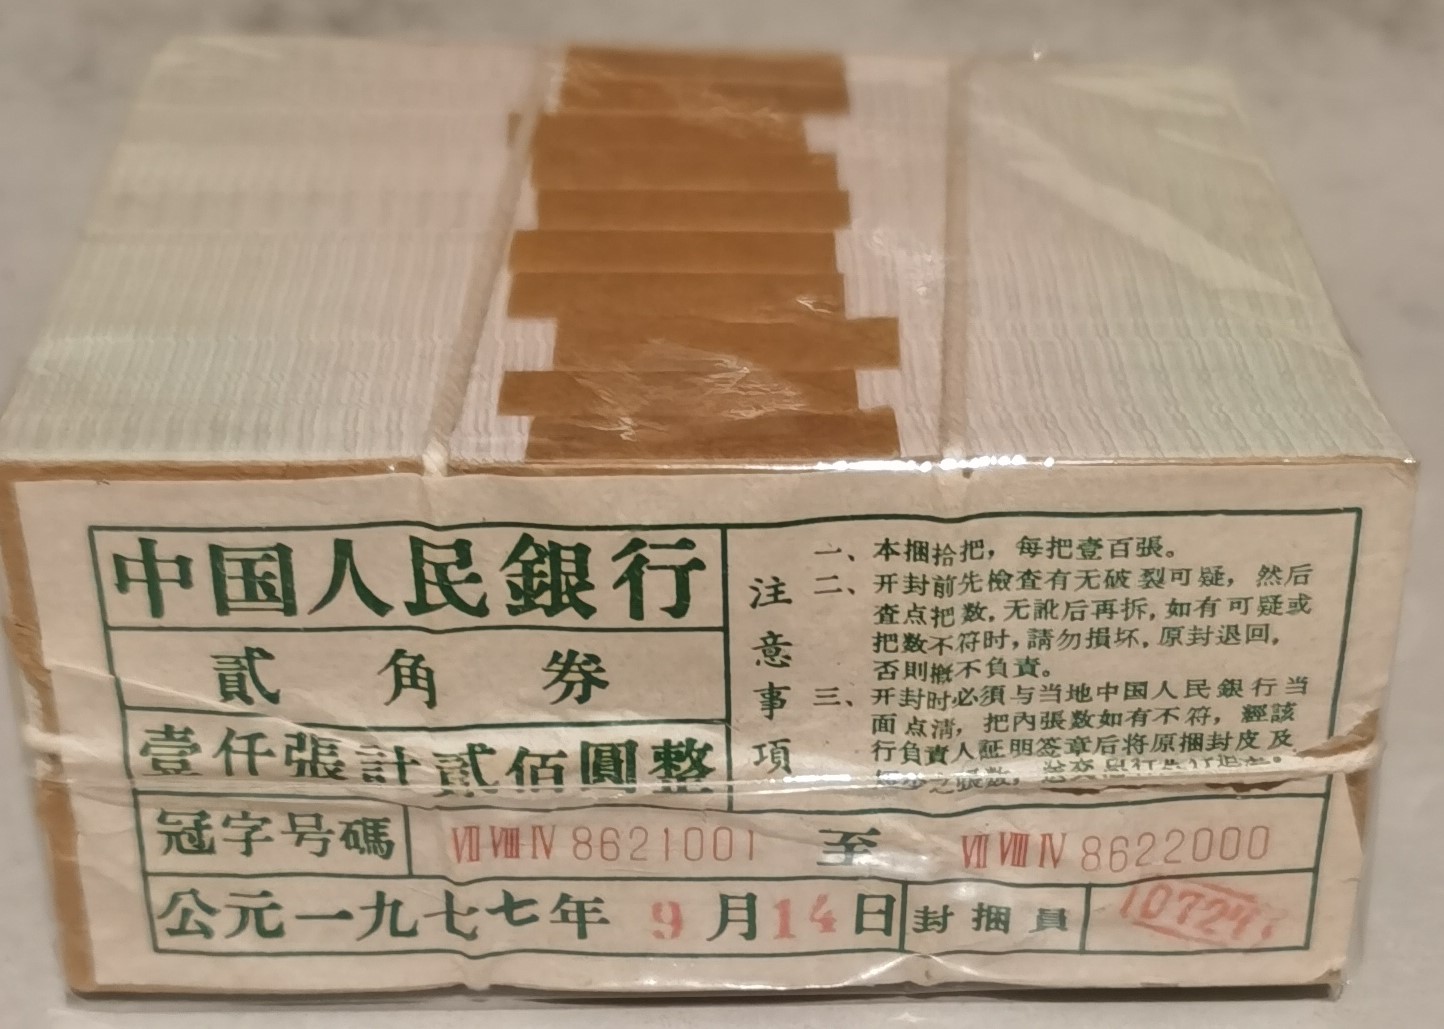 中国人民銀行
貳角券
壹仟張計貳佰圓整
冠字号碼 Ⅶ Ⅷ Ⅳ 8621001 至 Ⅶ Ⅷ Ⅳ 8622000
公元一九七七年 9 月 14 日 封捆員
注意事項
一、本捆拾把，每把壹百張。
二、开封前先檢查有无破裂可疑，然后
查点把数，无訛后再拆，如有可疑或
把数不符时，請勿損坏，原封退回，
否則概不負責。
三、开封时必須与当地中国人民銀行当
面点清，把內張数如有不符，經該
行負責人証明签章后将原捆封皮及